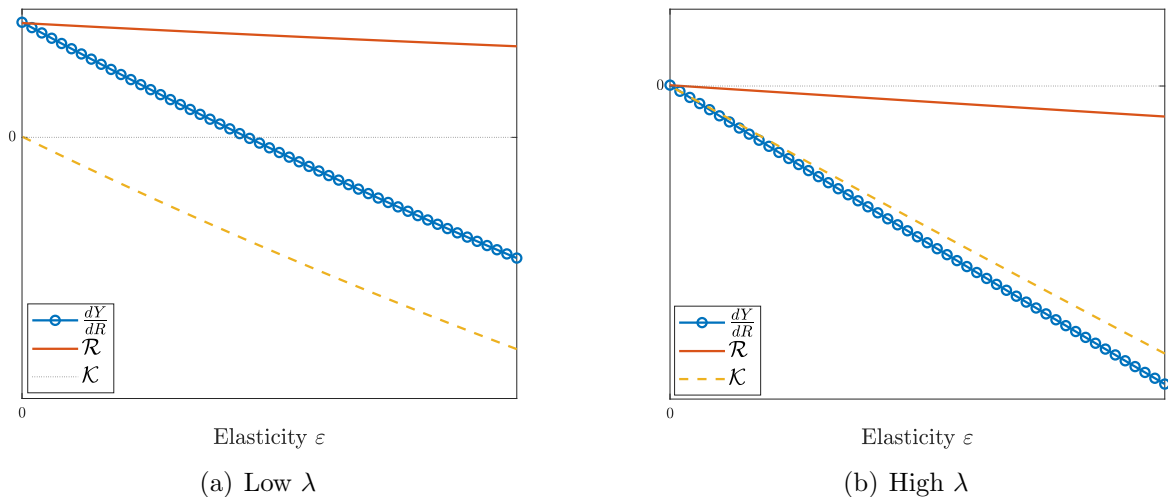 0
dY
dR
R
K
0
Elasticity ε
(a) Low λ
0
dY
dR
R
K
0
Elasticity ε
(b) High λ